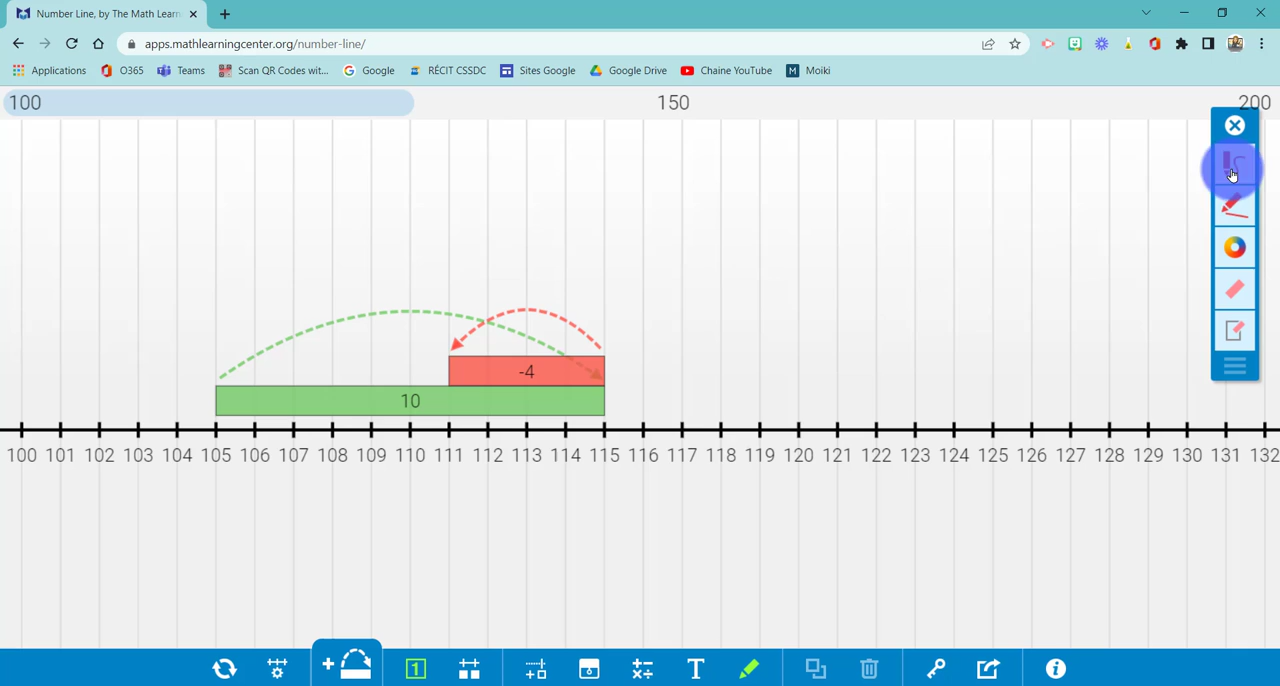 Number Line, by The Math Learn
apps.mathlearningcenter.org/number-line/
Applications O365 Teams Scan QR Codes wit... Google RÉCIT CSSDC Sites Google Google Drive Chaine YouTube M Moiki
100 150 200
-4
10
100 101 102 103 104 105 106 107 108 109 110 111 112 113 114 115 116 117 118 119 120 121 122 123 124 125 126 127 128 129 130 131 132
1 T